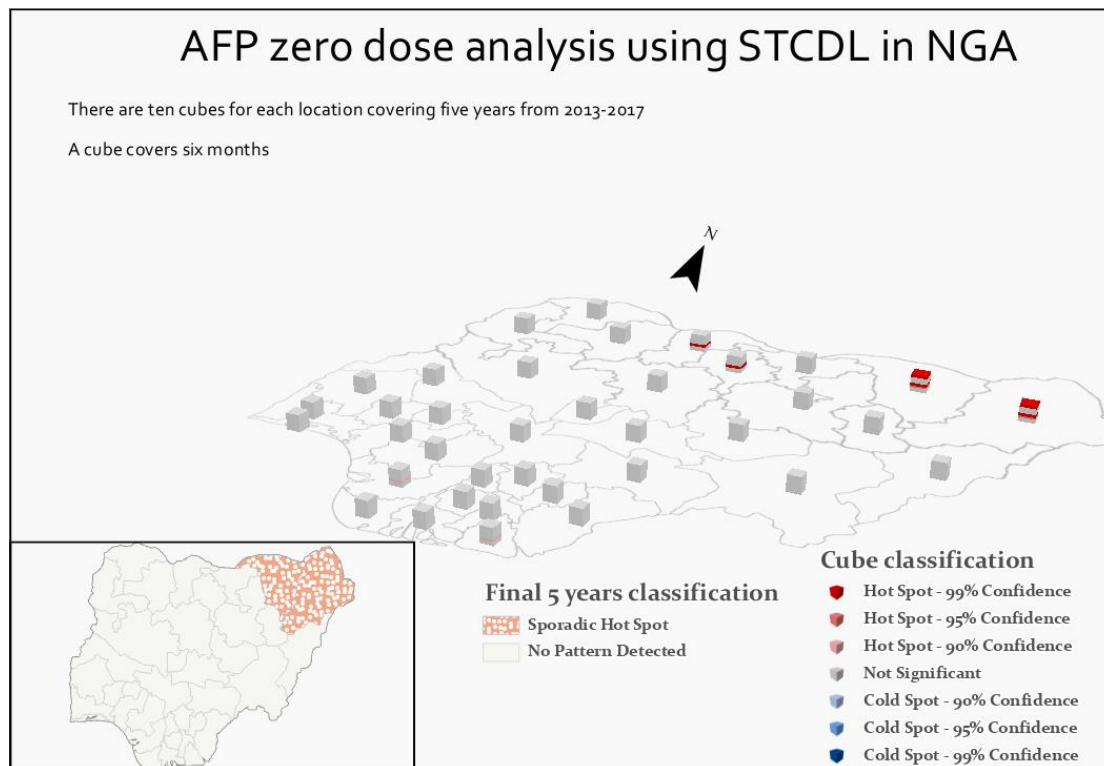 AFP zero dose analysis using STCDL in NGA
There are ten cubes for each location covering five years from 2013-2017
A cube covers six months
N
Final 5 years classification
Sporadic Hot Spot
No Pattern Detected
Cube classification
Hot Spot - 99% Confidence
Hot Spot - 95% Confidence
Hot Spot - 90% Confidence
Not Significant
Cold Spot - 90% Confidence
Cold Spot - 95% Confidence
Cold Spot - 99% Confidence